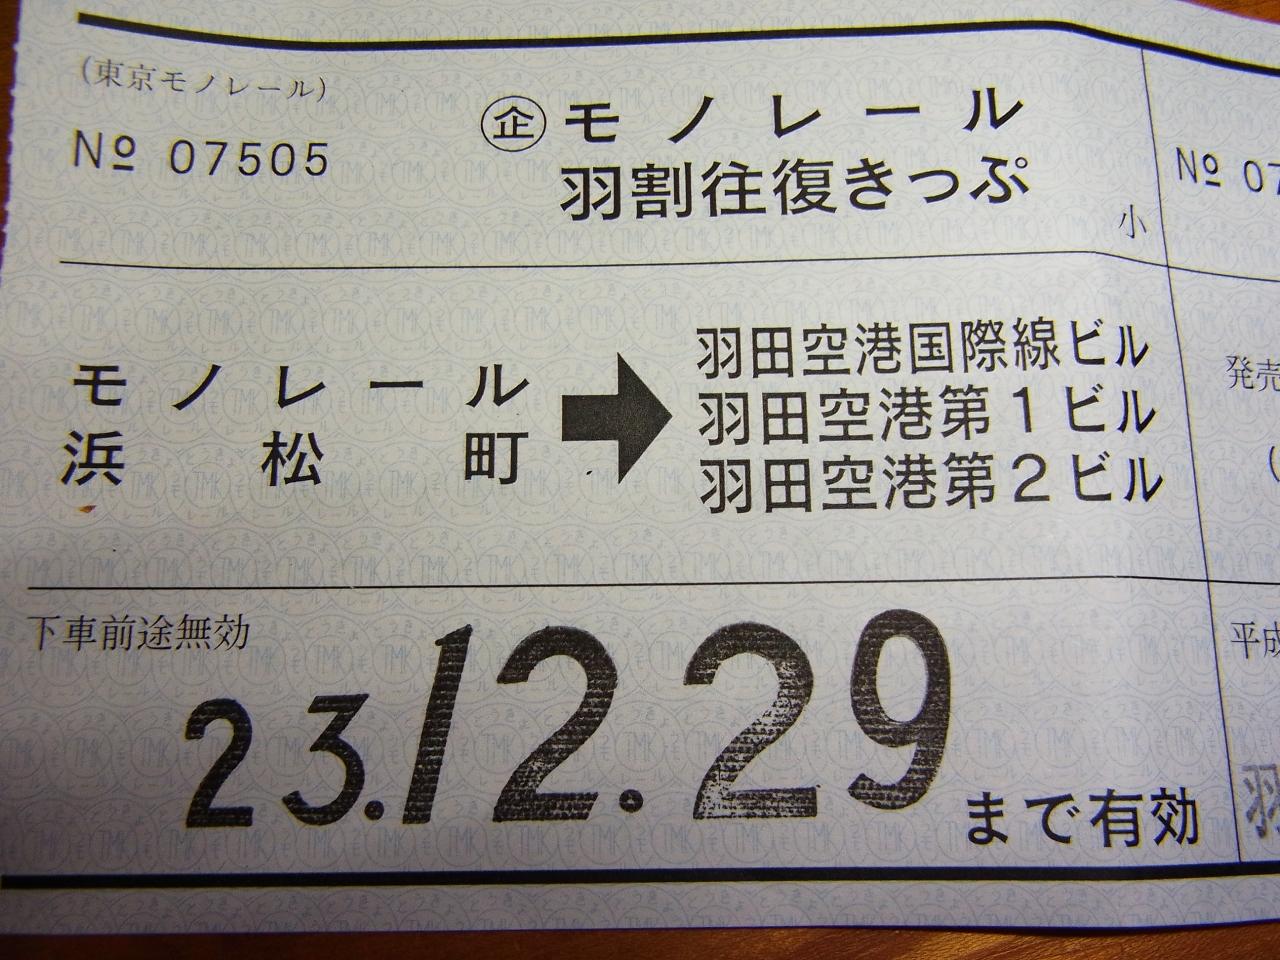 (東京モノレール)
№ 07505
㊭ モノレール
羽割往復きっぷ
小
モノレール
浜松町
➡
羽田空港国際線ビル
羽田空港第1ビル
羽田空港第2ビル
下車前途無効
23.12.29
まで有効
№ 07
発売
(
平成
羽